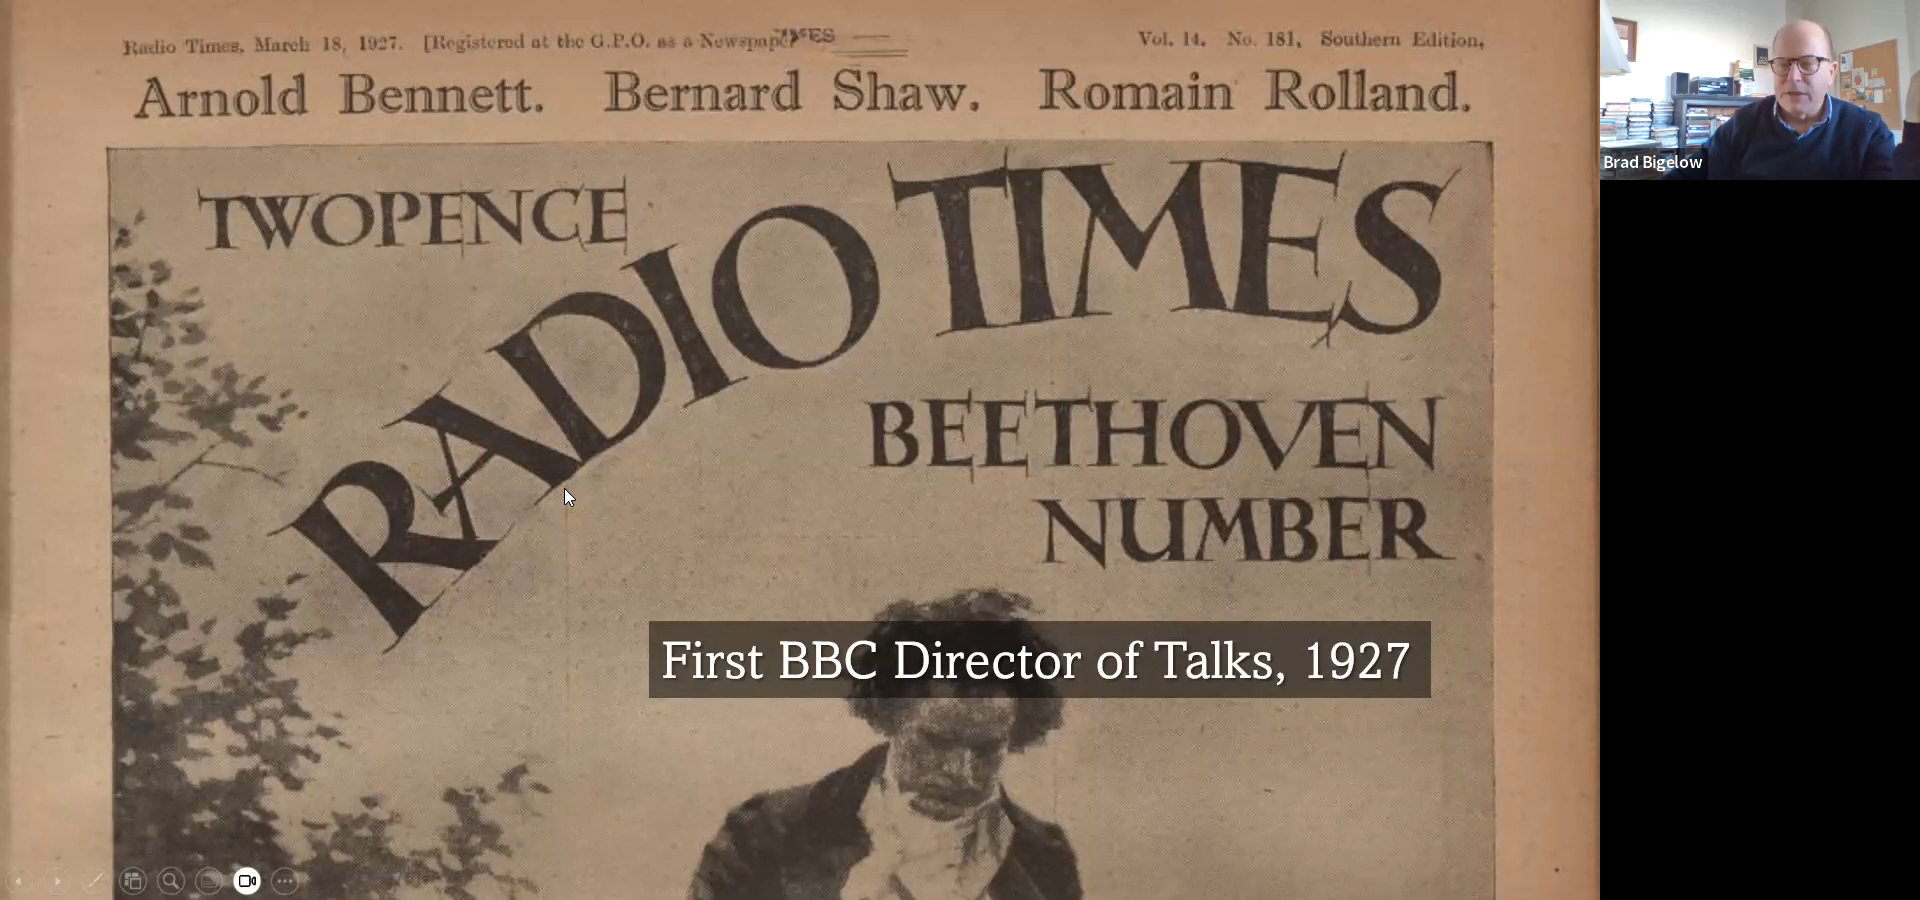 Radio Times, March 18, 1927. [Registered at the G.P.O. as a Newspaper
Vol. 14. No. 181. Southern Edition.
Arnold Bennett. Bernard Shaw. Romain Rolland.
TWOPENCE
RADIO TIMES
BEETHOVEN
NUMBER
First BBC Director of Talks, 1927
Brad Bigelow